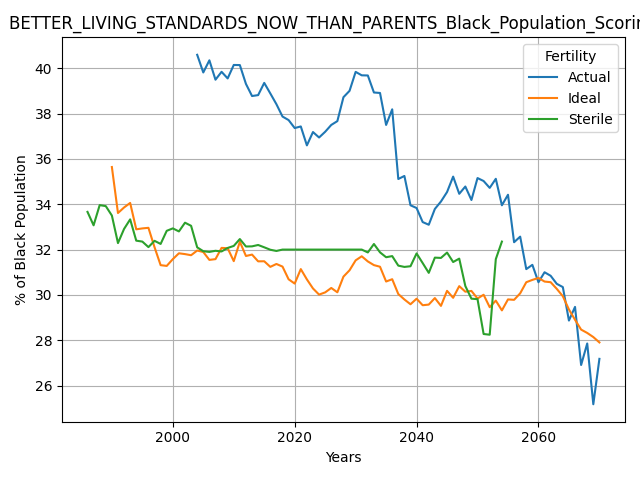 BETTER_LIVING_STANDARDS_NOW_THAN_PARENTS_Black_Population_Scorin
Fertility
Actual
Ideal
Sterile
% of Black Population
40
38
36
34
32
30
28
26
2000 2020 2040 2060
Years